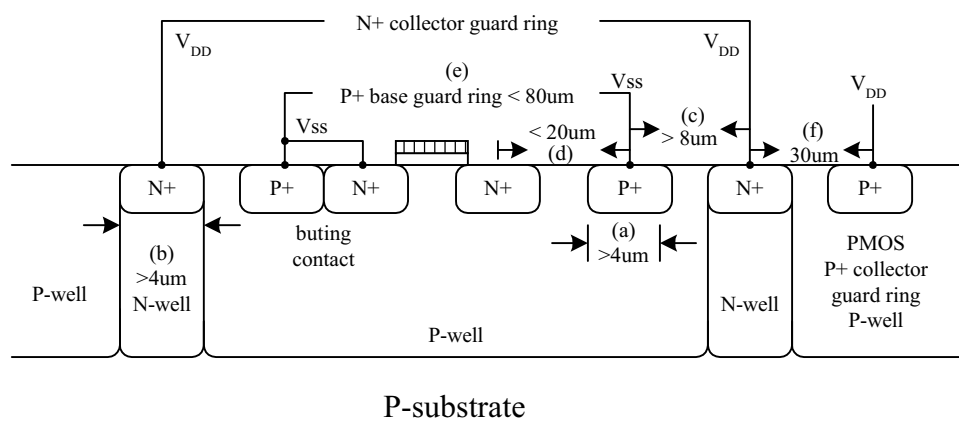 N+ collector guard ring
V_DD
V_DD
(e)
P+ base guard ring < 80um
Vss
V_DD
Vss
< 20um
(d)
(c)
> 8um
(f)
30um
N+
P+
N+
N+
P+
N+
P+
buting
contact
(a)
>4um
(b)
>4um
N-well
P-well
P-well
N-well
PMOS
P+ collector
guard ring
P-well
P-substrate